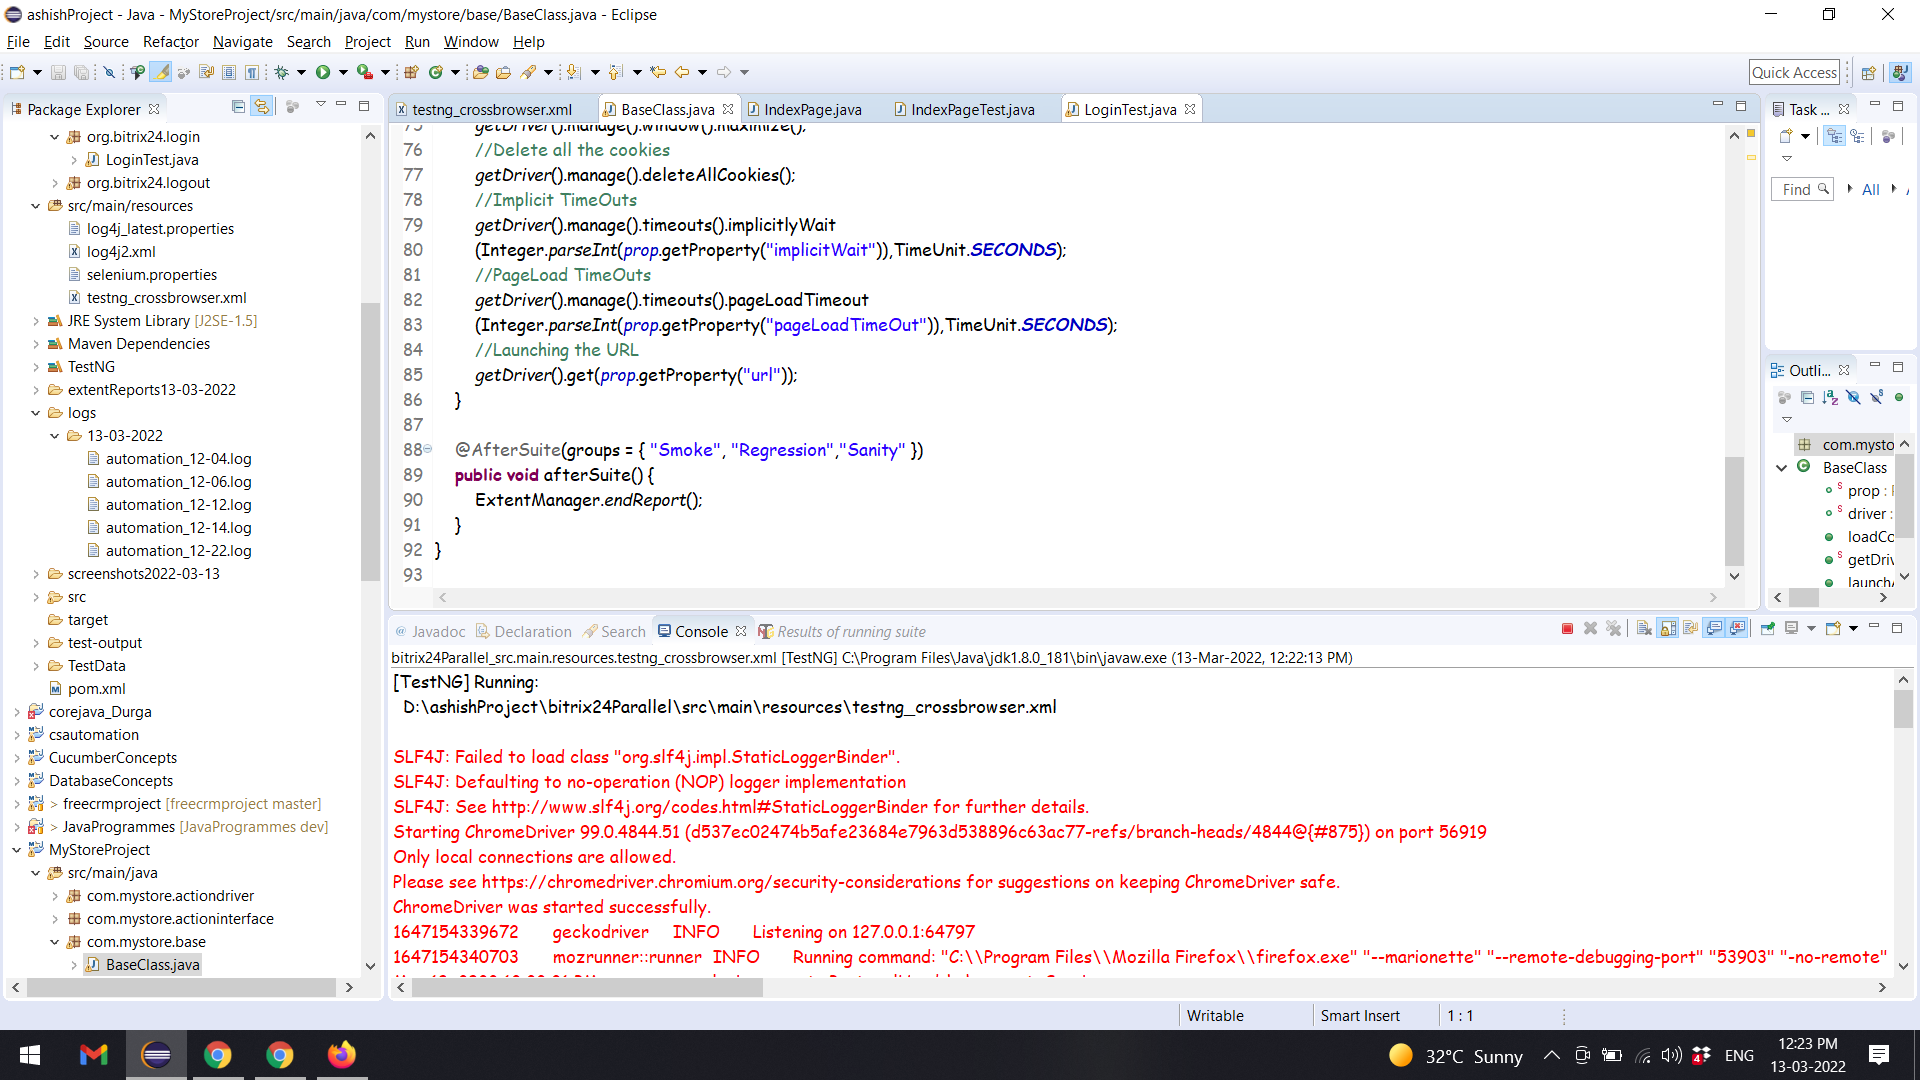 ashishProject - Java - MyStoreProject/src/main/java/com/mystore/base/BaseClass.java - Eclipse
File Edit Source Refactor Navigate Search Project Run Window Help
Quick Access
Package Explorer
org.bitrix24.login
LoginTest.java
org.bitrix24.logout
src/main/resources
log4j_latest.properties
log4j2.xml
selenium.properties
testng_crossbrowser.xml
JRE System Library [J2SE-1.5]
Maven Dependencies
TestNG
extentReports13-03-2022
logs
13-03-2022
automation_12-04.log
automation_12-06.log
automation_12-12.log
automation_12-14.log
automation_12-22.log
screenshots2022-03-13
src
target
test-output
TestData
pom.xml
corejava_Durga
csautomation
CucumberConcepts
DatabaseConcepts
> freecrmproject [freecrmproject master]
> JavaProgrammes [JavaProgrammes dev]
MyStoreProject
src/main/java
com.mystore.actiondriver
com.mystore.actioninterface
com.mystore.base
BaseClass.java
testng_crossbrowser.xml BaseClass.java IndexPage.java IndexPageTest.java LoginTest.java
75 getDriver().manage().window().maximize();
76 //Delete all the cookies
77 getDriver().manage().deleteAllCookies();
78 //Implicit TimeOuts
79 getDriver().manage().timeouts().implicitlyWait
80 (Integer.parseInt(prop.getProperty("implicitWait")),TimeUnit.SECONDS);
81 //PageLoad TimeOuts
82 getDriver().manage().timeouts().pageLoadTimeout
83 (Integer.parseInt(prop.getProperty("pageLoadTimeOut")),TimeUnit.SECONDS);
84 //Launching the URL
85 getDriver().get(prop.getProperty("url"));
86 }
87
88 @AfterSuite(groups = { "Smoke", "Regression","Sanity" })
89 public void afterSuite() {
90 ExtentManager.endReport();
91 }
92 }
93
Task ...
Find All
Outli...
com.mysto
BaseClass
prop :
driver :
loadCo
getDriv
launchA
Javadoc Declaration Search Console Results of running suite
bitrix24Parallel_src.main.resources.testng_crossbrowser.xml [TestNG] C:\Program Files\Java\jdk1.8.0_181\bin\javaw.exe (13-Mar-2022, 12:22:13 PM)
[TestNG] Running:
D:\ashishProject\bitrix24Parallel\src\main\resources\testng_crossbrowser.xml
SLF4J: Failed to load class "org.slf4j.impl.StaticLoggerBinder".
SLF4J: Defaulting to no-operation (NOP) logger implementation
SLF4J: See http://www.slf4j.org/codes.html#StaticLoggerBinder for further details.
Starting ChromeDriver 99.0.4844.51 (d537ec02474b5afe23684e7963d538896c63ac77-refs/branch-heads/4844@{#875}) on port 56919
Only local connections are allowed.
Please see https://chromedriver.chromium.org/security-considerations for suggestions on keeping ChromeDriver safe.
ChromeDriver was started successfully.
1647154339672 geckodriver INFO Listening on 127.0.0.1:64797
1647154340703 mozrunner::runner INFO Running command: "C:\\Program Files\\Mozilla Firefox\\firefox.exe" "--marionette" "--remote-debugging-port" "53903" "-no-remote"
Writable Smart Insert 1 : 1
32°C Sunny
ENG
12:23 PM
13-03-2022